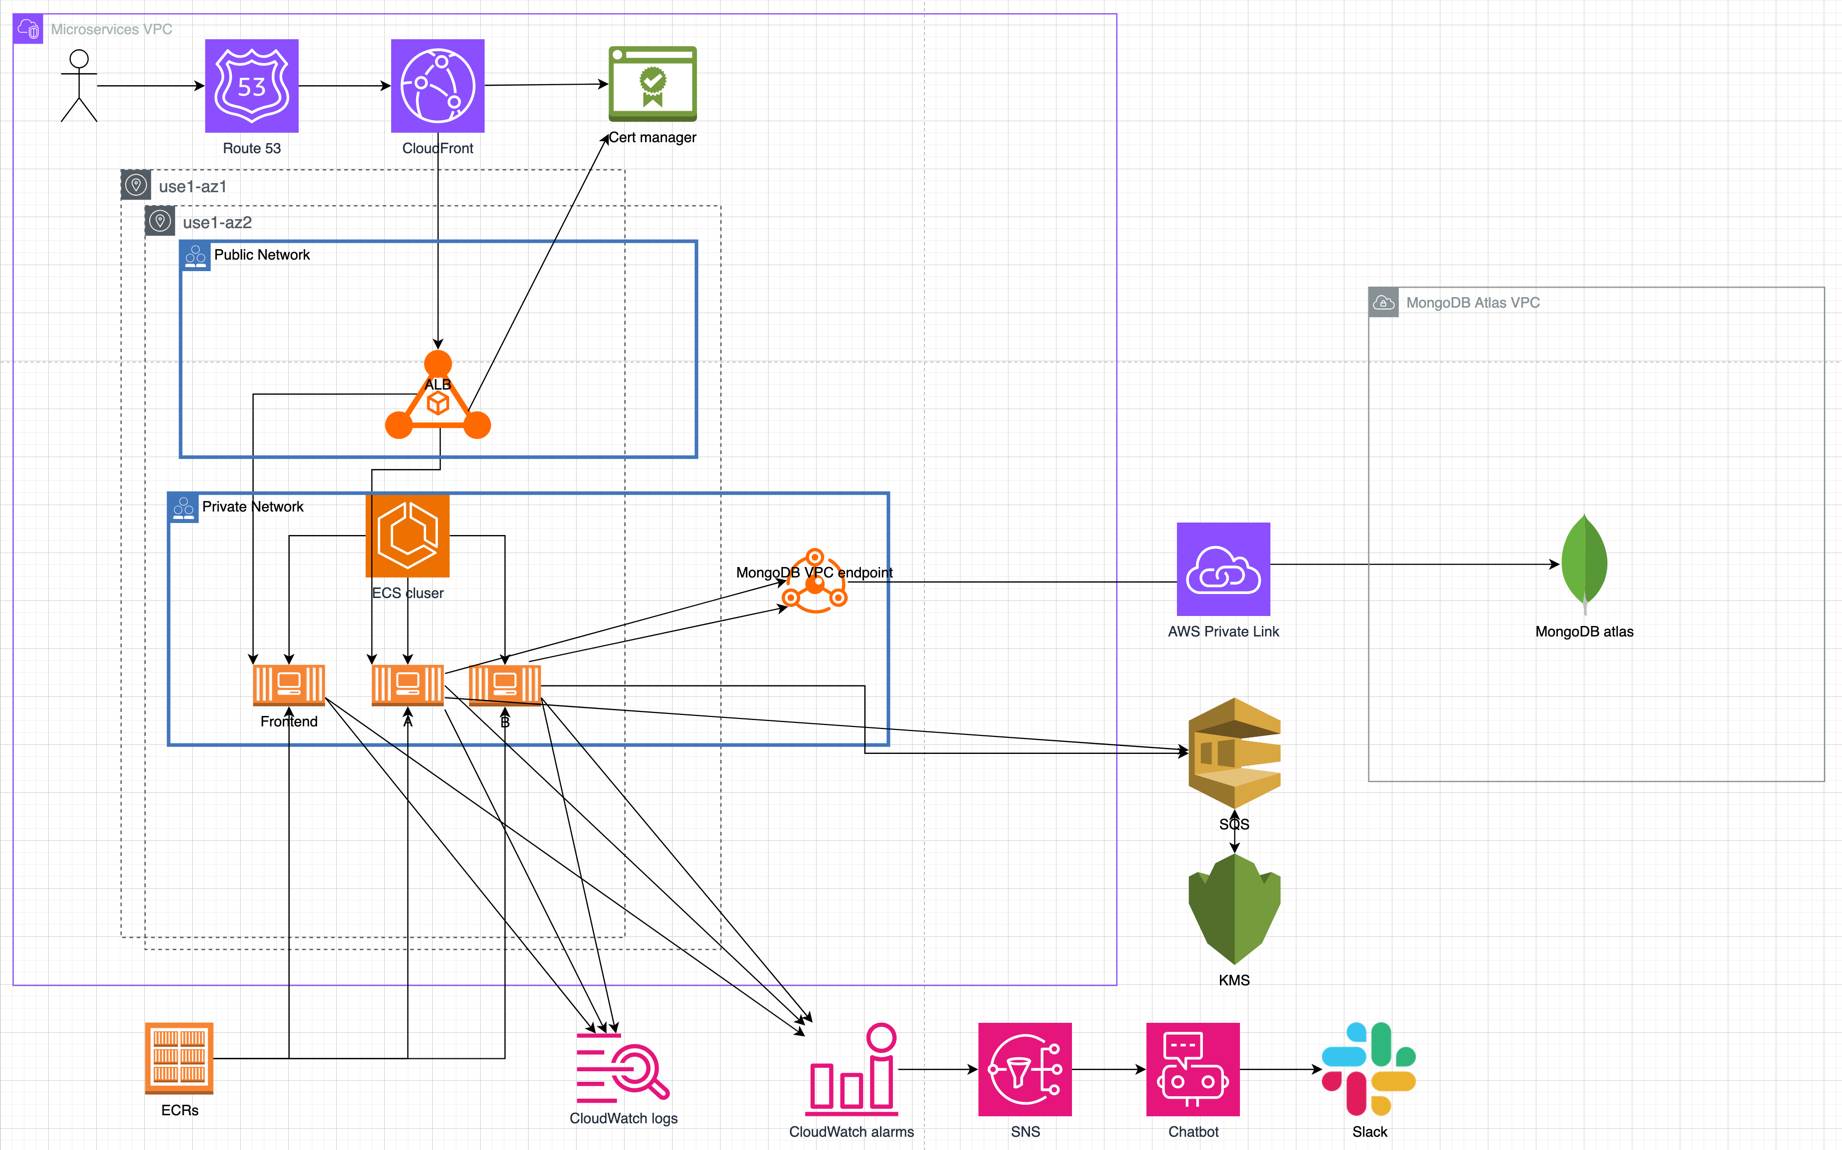 Microservices VPC
53
Route 53
CloudFront
Cert manager
use1-az1
use1-az2
Public Network
MongoDB Atlas VPC
ALB
Private Network
MongoDB VPC endpoint
ECS cluser
AWS Private Link
MongoDB atlas
Frontend
A
B
SQS
KMS
ECRs
CloudWatch logs
CloudWatch alarms
SNS
Chatbot
Slack